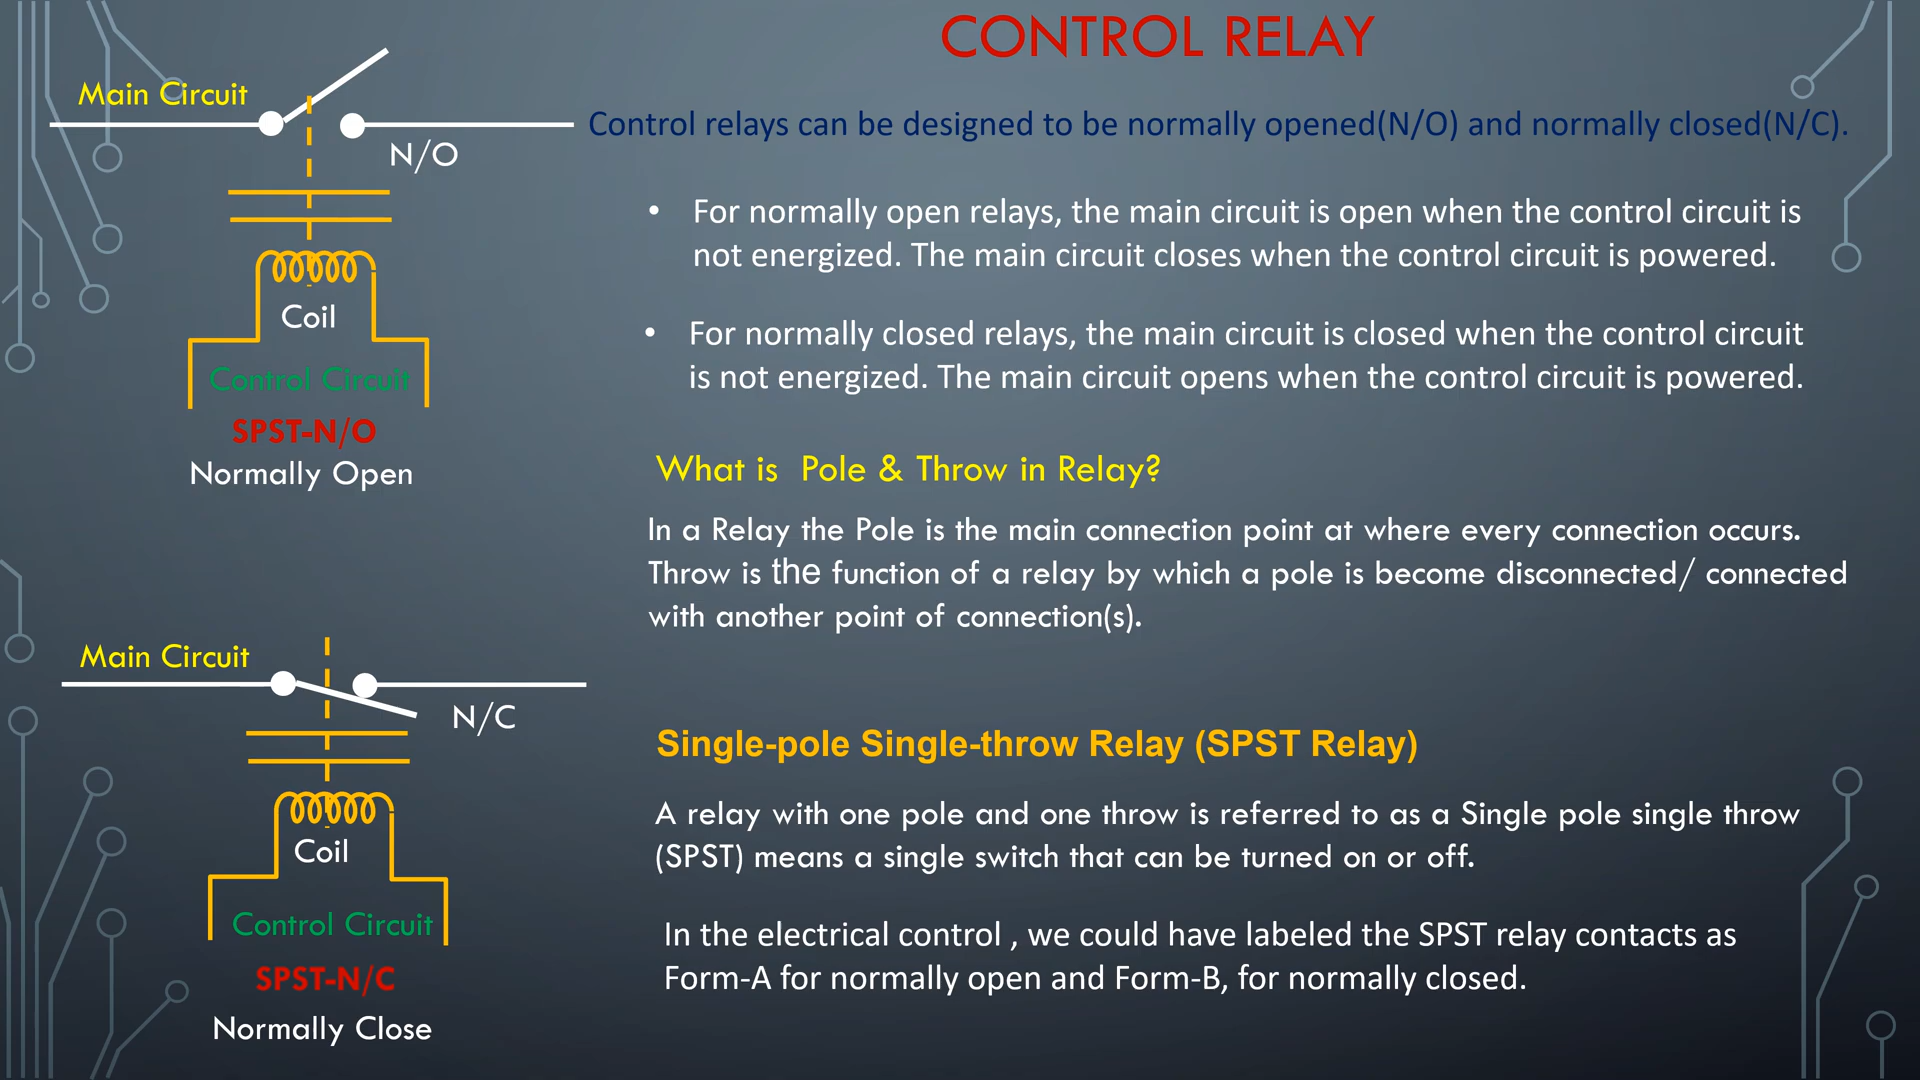 CONTROL RELAY
Main Circuit
N/O
Coil
Control Circuit
SPST-N/O
Normally Open
Control relays can be designed to be normally opened(N/O) and normally closed(N/C).
• For normally open relays, the main circuit is open when the control circuit is
not energized. The main circuit closes when the control circuit is powered.
• For normally closed relays, the main circuit is closed when the control circuit
is not energized. The main circuit opens when the control circuit is powered.
What is Pole & Throw in Relay?
In a Relay the Pole is the main connection point at where every connection occurs.
Throw is the function of a relay by which a pole is become disconnected/ connected
with another point of connection(s).
Main Circuit
N/C
Coil
Control Circuit
SPST-N/C
Normally Close
Single-pole Single-throw Relay (SPST Relay)
A relay with one pole and one throw is referred to as a Single pole single throw
(SPST) means a single switch that can be turned on or off.
In the electrical control , we could have labeled the SPST relay contacts as
Form-A for normally open and Form-B, for normally closed.